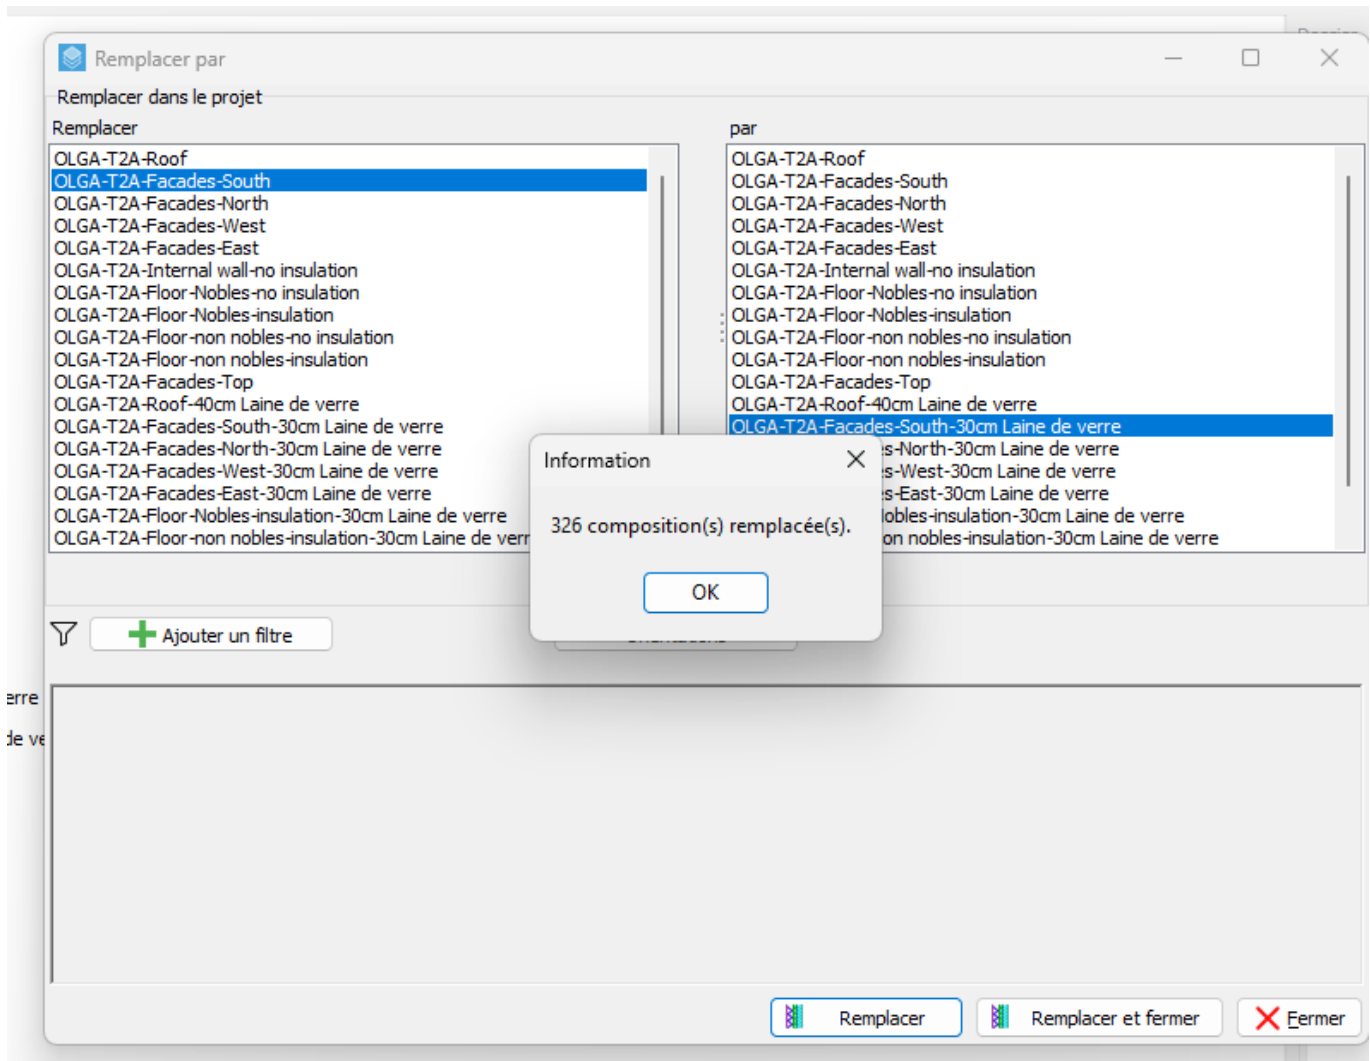 Remplacer par
Remplacer dans le projet
Remplacer
OLGA-T2A-Roof
OLGA-T2A-Facades-South
OLGA-T2A-Facades-North
OLGA-T2A-Facades-West
OLGA-T2A-Facades-East
OLGA-T2A-Internal wall-no insulation
OLGA-T2A-Floor-Nobles-no insulation
OLGA-T2A-Floor-Nobles-insulation
OLGA-T2A-Floor-non nobles-no insulation
OLGA-T2A-Floor-non nobles-insulation
OLGA-T2A-Facades-Top
OLGA-T2A-Roof-40cm Laine de verre
OLGA-T2A-Facades-South-30cm Laine de verre
OLGA-T2A-Facades-North-30cm Laine de verre
OLGA-T2A-Facades-West-30cm Laine de verre
OLGA-T2A-Facades-East-30cm Laine de verre
OLGA-T2A-Floor-Nobles-insulation-30cm Laine de verre
OLGA-T2A-Floor-non nobles-insulation-30cm Laine de verr
par
OLGA-T2A-Roof
OLGA-T2A-Facades-South
OLGA-T2A-Facades-North
OLGA-T2A-Facades-West
OLGA-T2A-Facades-East
OLGA-T2A-Internal wall-no insulation
OLGA-T2A-Floor-Nobles-no insulation
OLGA-T2A-Floor-Nobles-insulation
OLGA-T2A-Floor-non nobles-no insulation
OLGA-T2A-Floor-non nobles-insulation
OLGA-T2A-Facades-Top
OLGA-T2A-Roof-40cm Laine de verre
OLGA-T2A-Facades-South-30cm Laine de verre
s-North-30cm Laine de verre
s-West-30cm Laine de verre
s-East-30cm Laine de verre
lobles-insulation-30cm Laine de verre
on nobles-insulation-30cm Laine de verre
Information
326 composition(s) remplacée(s).
OK
Ajouter un filtre
erre
de ve
Remplacer
Remplacer et fermer
Fermer